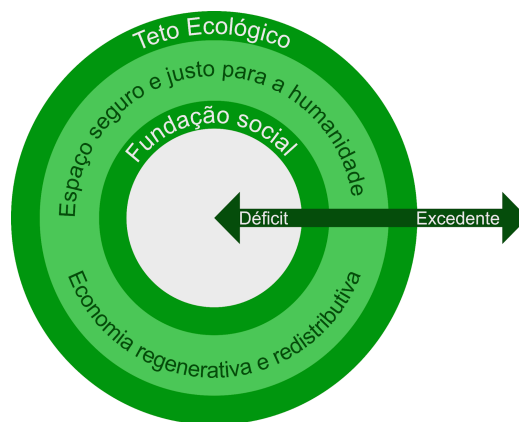 Teto Ecológico
Espaço seguro e justo para a humanidade
Fundação social
Déficit
Excedente
Economia regenerativa e redistributiva